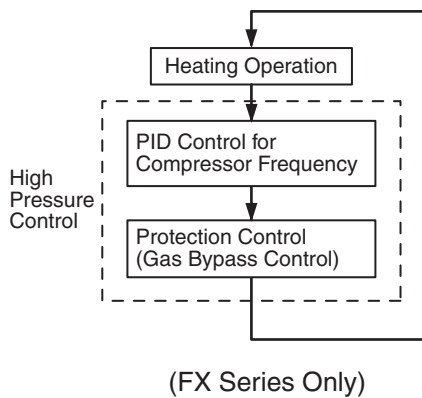 Heating Operation
PID Control for
Compressor Frequency
High
Pressure
Control
Protection Control
(Gas Bypass Control)
(FX Series Only)